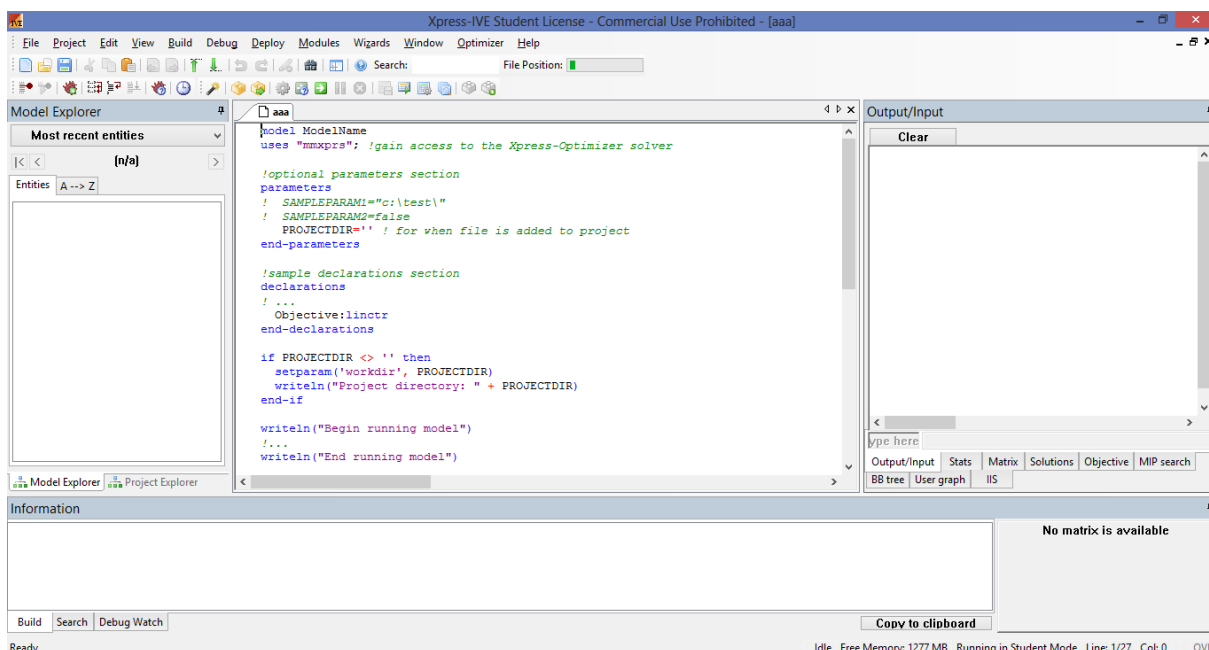 IVE Xpress-IVE Student License - Commercial Use Prohibited - [aaa]
File Project Edit View Build Debug Deploy Modules Wizards Window Optimizer Help
Search: File Position:
Model Explorer
Most recent entities
(n/a)
Entities A --> Z
Model Explorer Project Explorer
aaa
model ModelName
uses "mmxprs"; !gain access to the Xpress-Optimizer solver
!optional parameters section
parameters
! SAMPLEPARAM1="c:\test\"
! SAMPLEPARAM2=false
PROJECTDIR='' ! for when file is added to project
end-parameters
!sample declarations section
declarations
! ...
Objective:linctr
end-declarations
if PROJECTDIR <> '' then
setparam('workdir', PROJECTDIR)
writeln("Project directory: " + PROJECTDIR)
end-if
writeln("Begin running model")
!...
writeln("End running model")
Output/Input
Clear
ype here
Output/Input Stats Matrix Solutions Objective MIP search
BB tree User graph IIS
Information
No matrix is available
Build Search Debug Watch
Copy to clipboard
Ready Idle Free Memory: 1277 MB Running in Student Mode Line: 1/27 Col: 0 OV